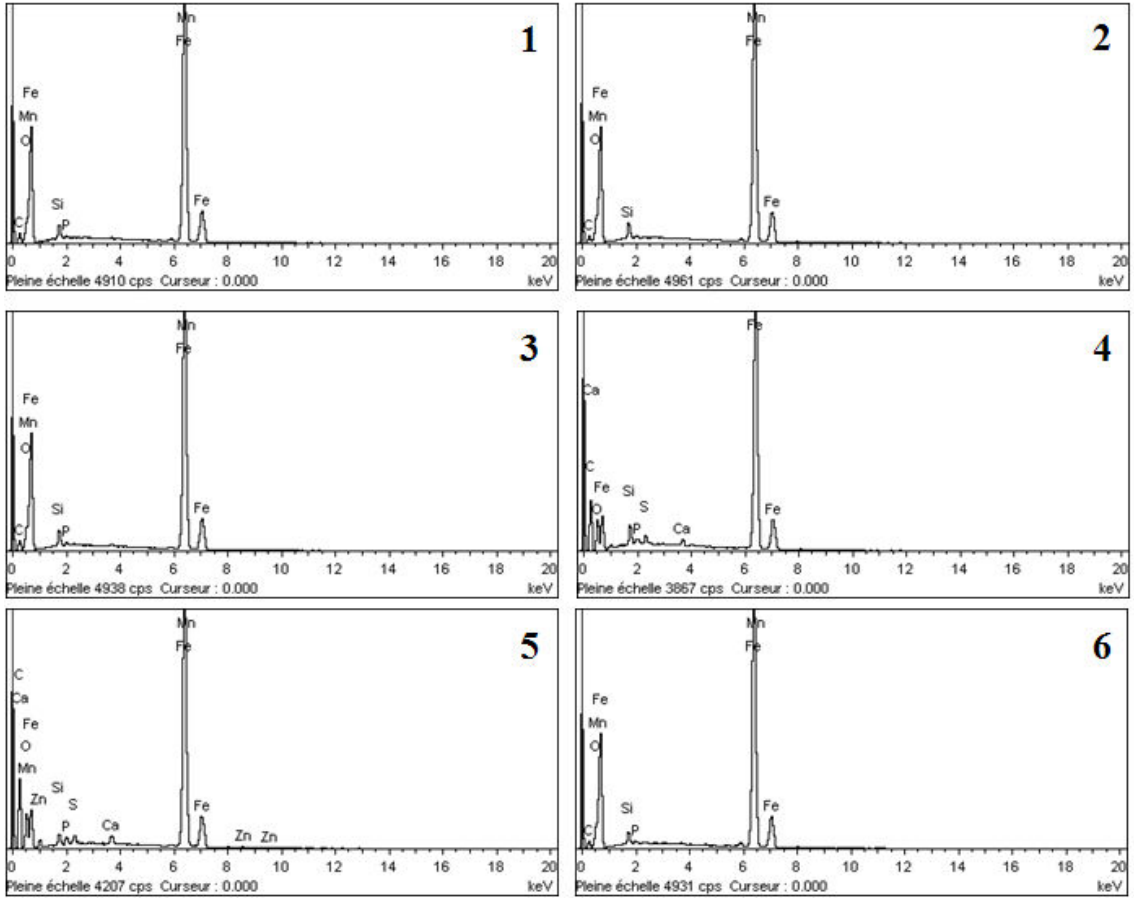 1
Mn
Fe
Fe
Mn
O
C
Si
P
Fe
0 2 4 6 8 10 12 14 16 18 20
Pleine échelle 4910 cps Curseur : 0.000 keV
2
Mn
Fe
Fe
Mn
O
C
Si
Fe
0 2 4 6 8 10 12 14 16 18 20
Pleine échelle 4961 cps Curseur : 0.000 keV
3
Mn
Fe
Fe
Mn
O
C
Si
P
Fe
0 2 4 6 8 10 12 14 16 18 20
Pleine échelle 4938 cps Curseur : 0.000 keV
4
Fe
Ca
C
Fe
O
Si
P
S
Ca
Fe
0 2 4 6 8 10 12 14 16 18 20
Pleine échelle 3867 cps Curseur : 0.000 keV
5
Mn
Fe
C
Ca
Fe
O
Mn
Zn
Si
P
S
Ca
Fe
Zn Zn
0 2 4 6 8 10 12 14 16 18 20
Pleine échelle 4207 cps Curseur : 0.000 keV
6
Mn
Fe
Fe
Mn
O
C
Si
P
Fe
0 2 4 6 8 10 12 14 16 18 20
Pleine échelle 4931 cps Curseur : 0.000 keV